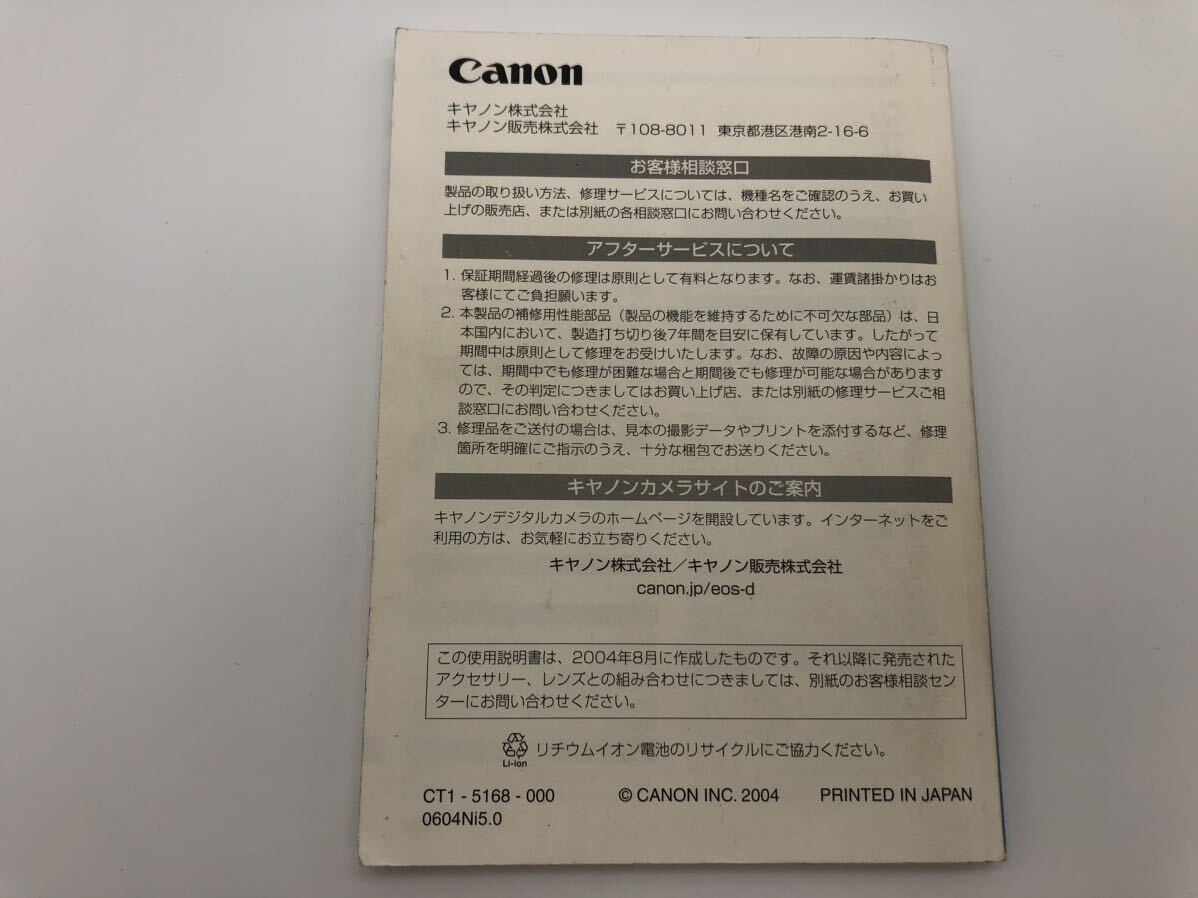 Canon
キヤノン株式会社
キヤノン販売株式会社 〒108-8011 東京都港区港南2-16-6
お客様相談窓口
製品の取り扱い方法、修理サービスについては、機種名をご確認のうえ、お買い
上げの販売店、または別紙の各相談窓口にお問い合わせください。
アフターサービスについて
1. 保証期間経過後の修理は原則として有料となります。なお、運賃諸掛かりはお
客様にてご負担願います。
2. 本製品の補修用性能部品（製品の機能を維持するために不可欠な部品）は、日
本国内において、製造打ち切り後7年間を目安に保有しています。したがって
期間中は原則として修理をお受けいたします。なお、故障の原因や内容によっ
ては、期間中でも修理が困難な場合と期間後でも修理が可能な場合があります
ので、その判定につきましてはお買い上げ店、または別紙の修理サービスご相
談窓口にお問い合わせください。
3. 修理品をご送付の場合は、見本の撮影データやプリントを添付するなど、修理
箇所を明確にご指示のうえ、十分な梱包でお送りください。
キヤノンカメラサイトのご案内
キヤノンデジタルカメラのホームページを開設しています。インターネットをご
利用の方は、お気軽にお立ち寄りください。
キヤノン株式会社／キヤノン販売株式会社
canon.jp/eos-d
この使用説明書は、2004年8月に作成したものです。それ以降に発売された
アクセサリー、レンズとの組み合わせにつきましては、別紙のお客様相談セン
ターにお問い合わせください。
Li-ion リチウムイオン電池のリサイクルにご協力ください。
CT1 - 5168 - 000 © CANON INC. 2004 PRINTED IN JAPAN
0604Ni5.0